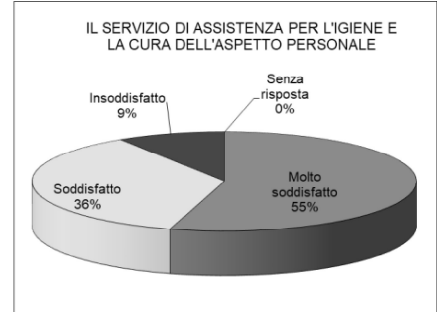 IL SERVIZIO DI ASSISTENZA PER L'IGIENE E
LA CURA DELL'ASPETTO PERSONALE
Senza
risposta
0%
Insoddisfatto
9%
Molto
soddisfatto
55%
Soddisfatto
36%